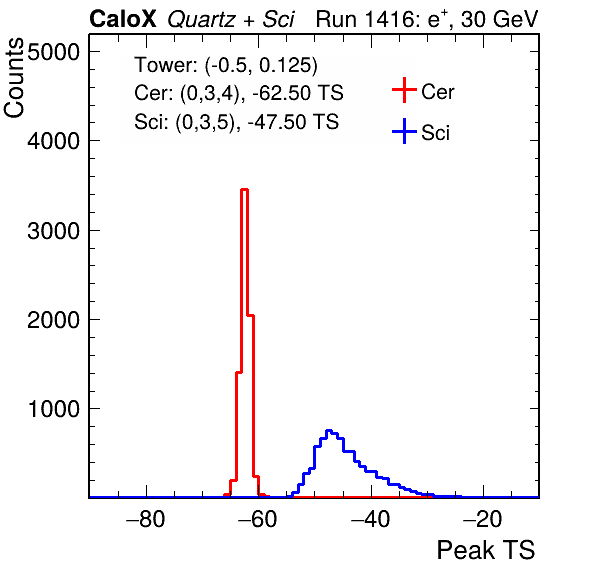 CaloX Quartz + Sci Run 1416: e+, 30 GeV
Counts
5000
Tower: (-0.5, 0.125)
Cer: (0,3,4), -62.50 TS
Sci: (0,3,5), -47.50 TS
Cer
Sci
4000
3000
2000
1000
−80 −60 −40 −20
Peak TS